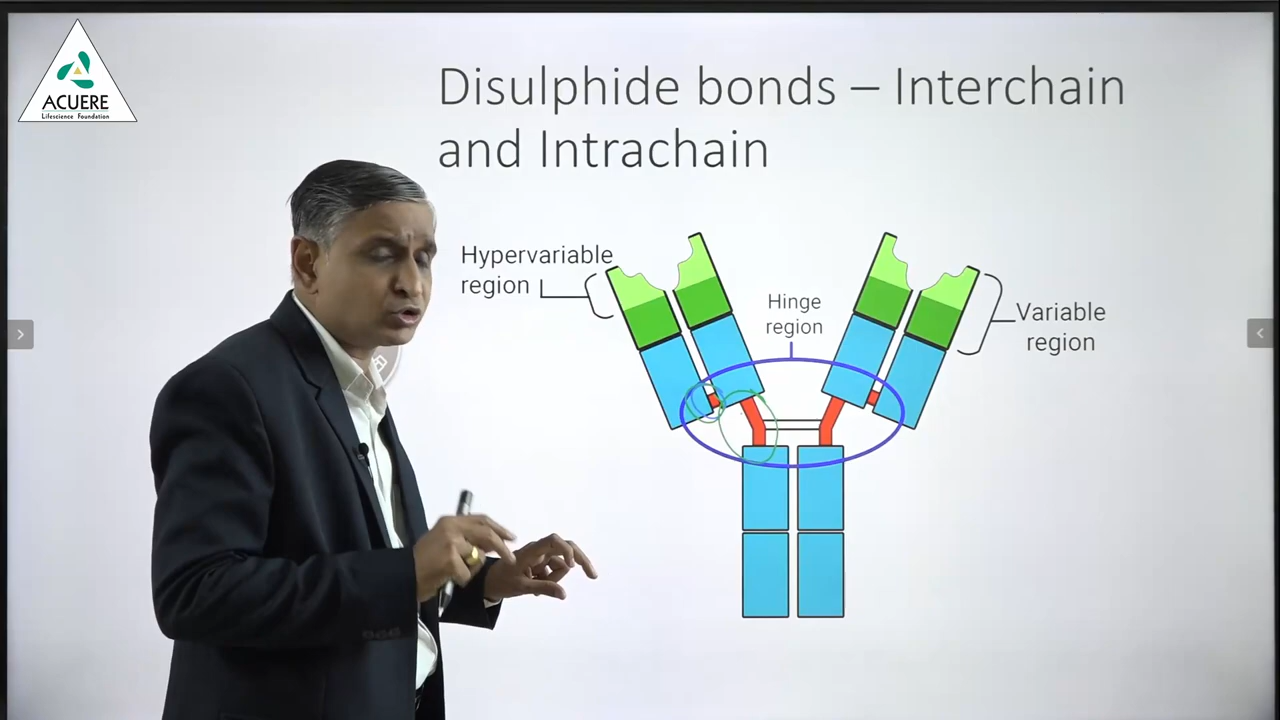 ACUERE
Lifescience Foundation
Disulphide bonds – Interchain
and Intrachain
Hypervariable
region
Hinge
region
Variable
region